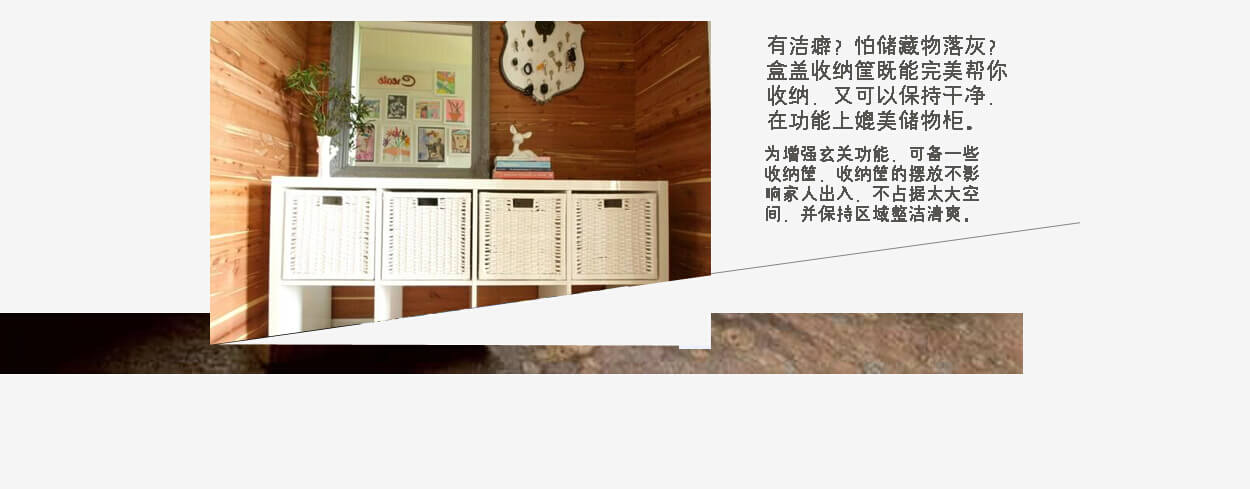 有洁癖？怕储藏物落灰？
盒盖收纳筐既能完美帮你
收纳，又可以保持干净，
在功能上媲美储物柜。
为增强玄关功能，可备一些
收纳筐，收纳筐的摆放不影
响家人出入，不占据太大空
间，并保持区域整洁清爽。